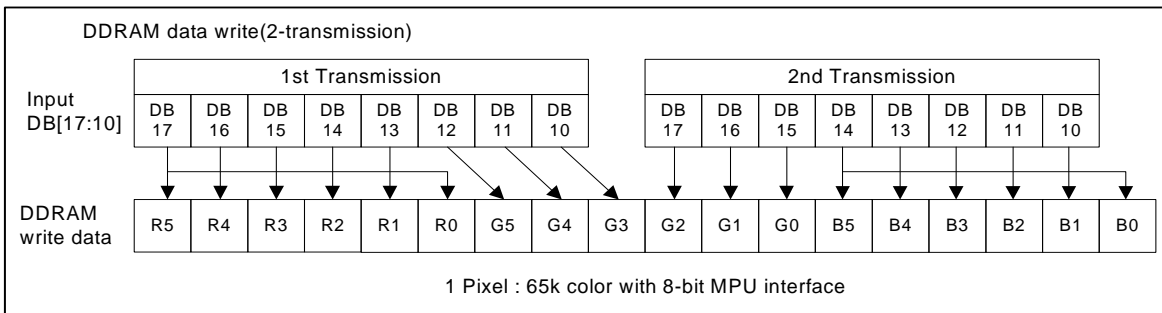 DDRAM data write(2-transmission)
1st Transmission 2nd Transmission
Input DB[17:10]
DB 17 DB 16 DB 15 DB 14 DB 13 DB 12 DB 11 DB 10 DB 17 DB 16 DB 15 DB 14 DB 13 DB 12 DB 11 DB 10
DDRAM write data
R5 R4 R3 R2 R1 R0 G5 G4 G3 G2 G1 G0 B5 B4 B3 B2 B1 B0
1 Pixel : 65k color with 8-bit MPU interface